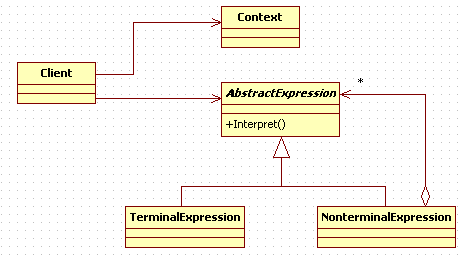 Context
Client
AbstractExpression
*
+Interpret()
TerminalExpression
NonterminalExpression